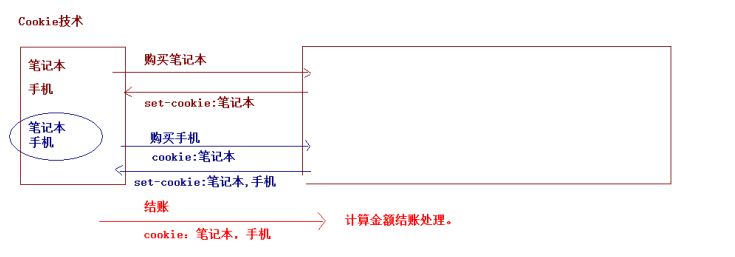 Cookie技术
笔记本
手机
笔记本
手机
购买笔记本
set-cookie:笔记本
购买手机
cookie:笔记本
set-cookie:笔记本,手机
结账
cookie：笔记本，手机
计算金额结账处理。